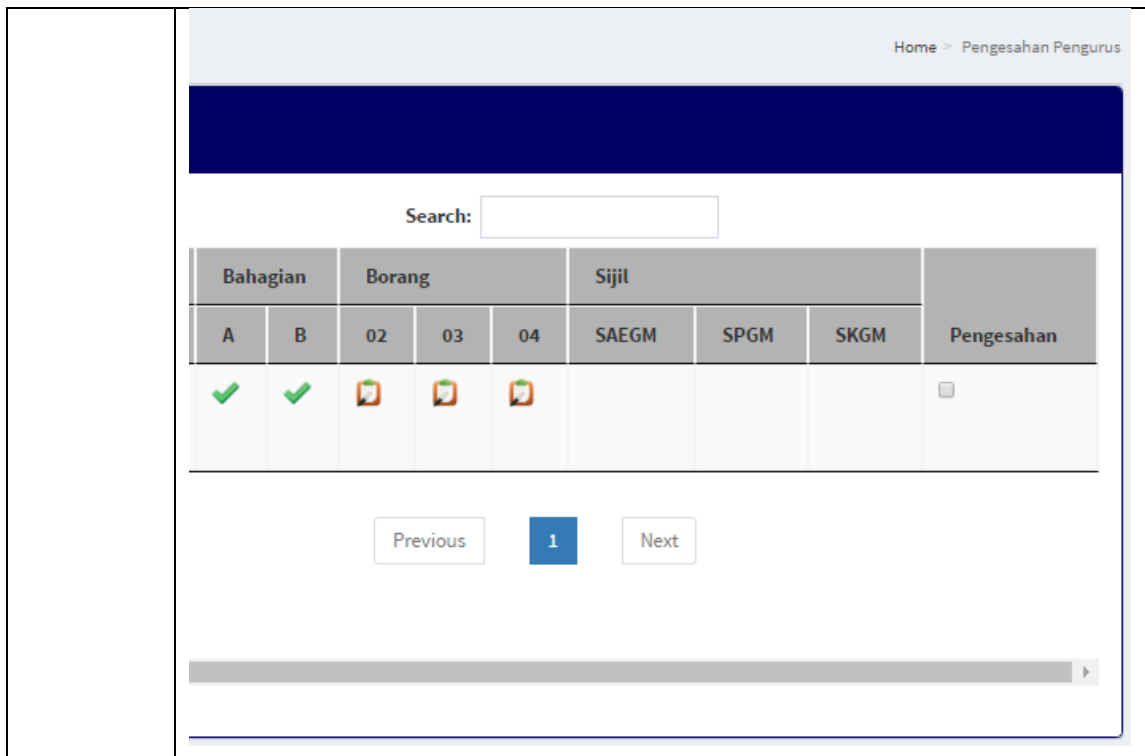 Home > Pengesahan Pengurus
Search:
Bahagian Borang Sijil
A B 02 03 04 SAEGM SPGM SKGM Pengesahan
Previous 1 Next